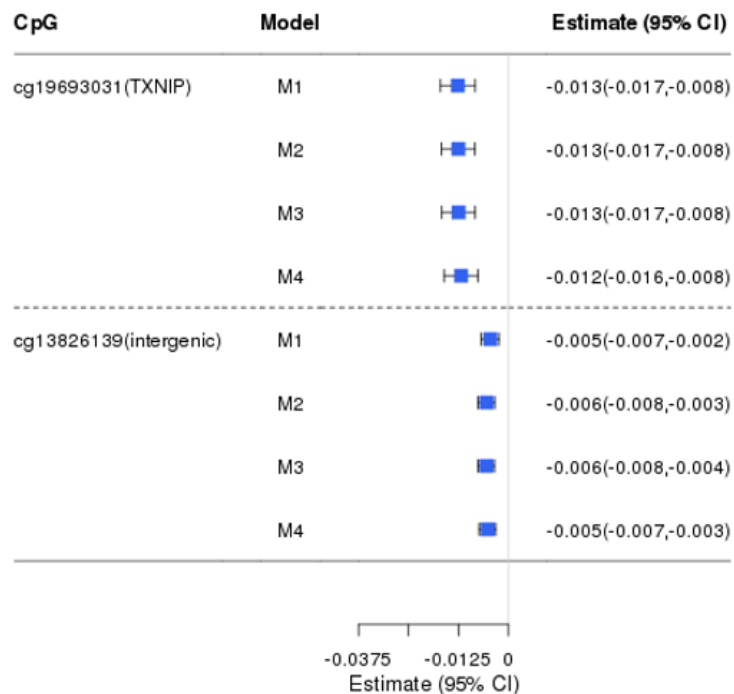 CpG Model Estimate (95% CI)
cg19693031(TXNIP) M1 -0.013(-0.017,-0.008)
M2 -0.013(-0.017,-0.008)
M3 -0.013(-0.017,-0.008)
M4 -0.012(-0.016,-0.008)
cg13826139(intergenic) M1 -0.005(-0.007,-0.002)
M2 -0.006(-0.008,-0.003)
M3 -0.006(-0.008,-0.004)
M4 -0.005(-0.007,-0.003)
-0.0375 -0.0125 0
Estimate (95% CI)